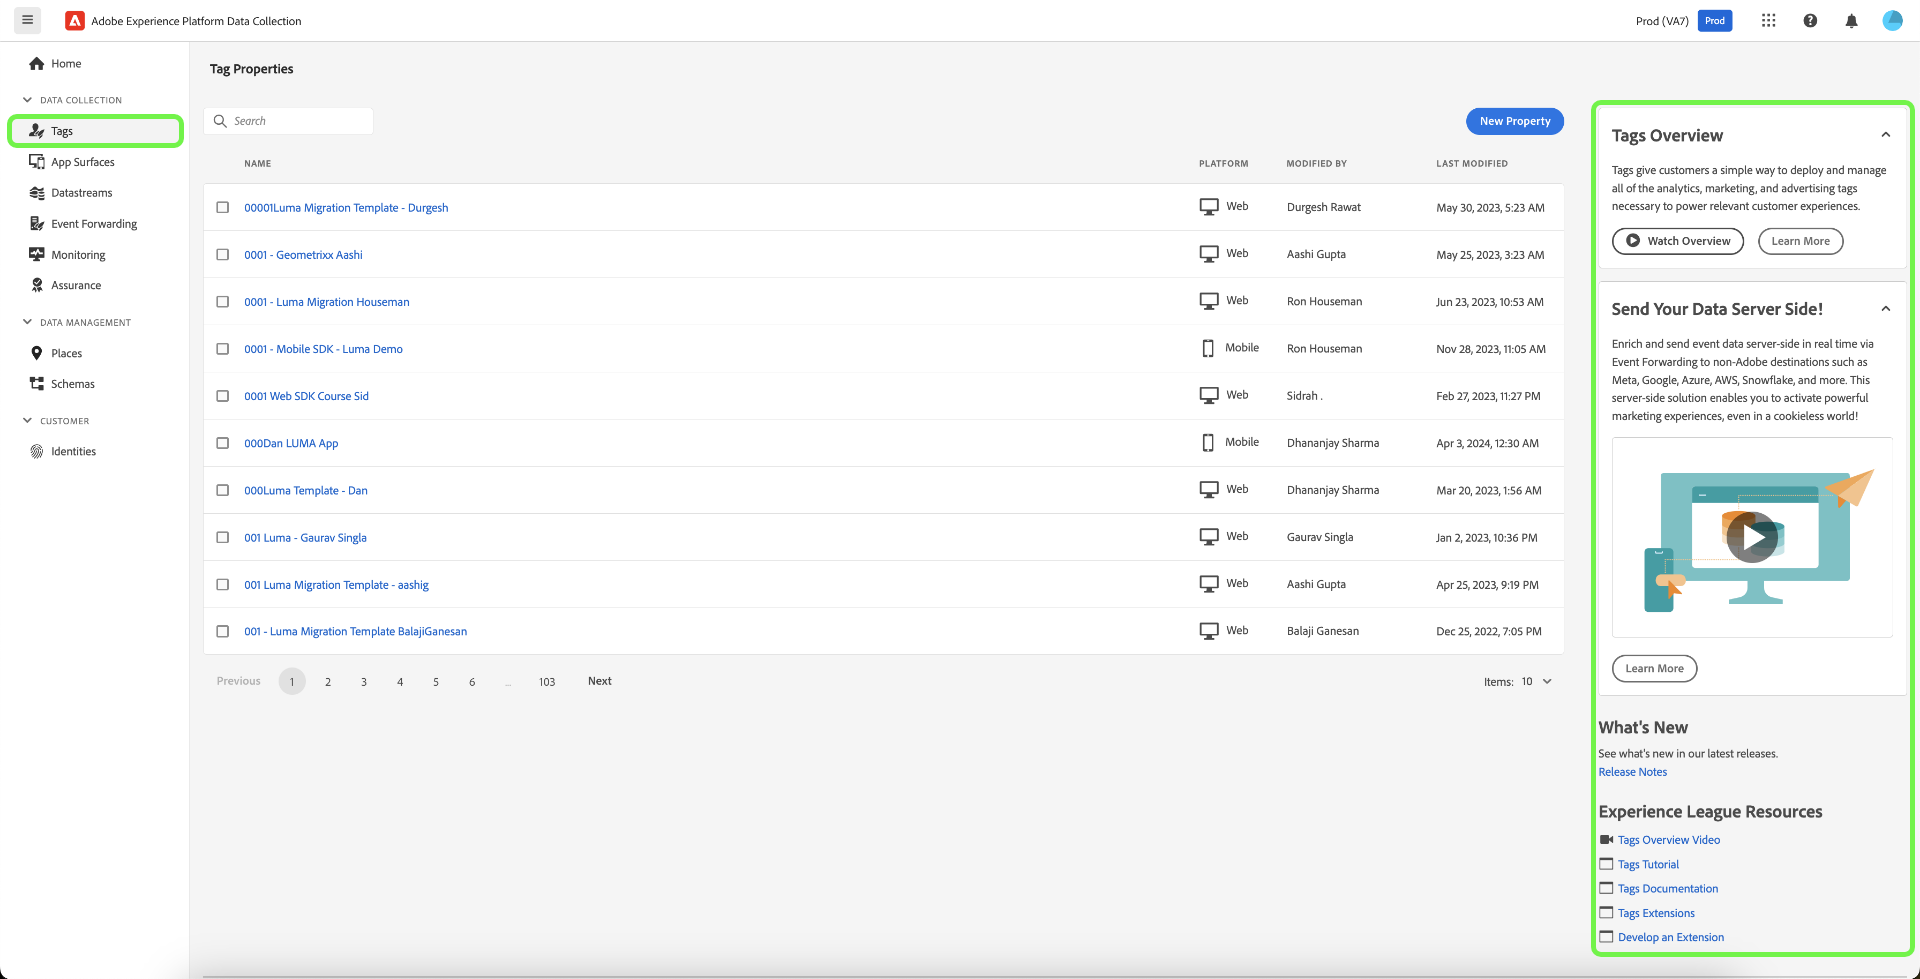 Adobe Experience Platform Data Collection
Prod (VA7) Prod
Home
DATA COLLECTION
Tags
App Surfaces
Datastreams
Event Forwarding
Monitoring
Assurance
DATA MANAGEMENT
Places
Schemas
CUSTOMER
Identities
Tag Properties
Search
New Property
NAME PLATFORM MODIFIED BY LAST MODIFIED
00001Luma Migration Template - Durgesh Web Durgesh Rawat May 30, 2023, 5:23 AM
0001 - Geometrixx Aashi Web Aashi Gupta May 25, 2023, 3:23 AM
0001 - Luma Migration Houseman Web Ron Houseman Jun 23, 2023, 10:53 AM
0001 - Mobile SDK - Luma Demo Mobile Ron Houseman Nov 28, 2023, 11:05 AM
0001 Web SDK Course Sid Web Sidrah . Feb 27, 2023, 11:27 PM
000Dan LUMA App Mobile Dhananjay Sharma Apr 3, 2024, 12:30 AM
000Luma Template - Dan Web Dhananjay Sharma Mar 20, 2023, 1:56 AM
001 Luma - Gaurav Singla Web Gaurav Singla Jan 2, 2023, 10:36 PM
001 Luma Migration Template - aashig Web Aashi Gupta Apr 25, 2023, 9:19 PM
001 - Luma Migration Template BalajiGanesan Web Balaji Ganesan Dec 25, 2022, 7:05 PM
Previous 1 2 3 4 5 6 ... 103 Next Items: 10
Tags Overview
Tags give customers a simple way to deploy and manage
all of the analytics, marketing, and advertising tags
necessary to power relevant customer experiences.
Watch Overview Learn More
Send Your Data Server Side!
Enrich and send event data server-side in real time via
Event Forwarding to non-Adobe destinations such as
Meta, Google, Azure, AWS, Snowflake, and more. This
server-side solution enables you to activate powerful
marketing experiences, even in a cookieless world!
Learn More
What's New
See what's new in our latest releases.
Release Notes
Experience League Resources
Tags Overview Video
Tags Tutorial
Tags Documentation
Tags Extensions
Develop an Extension